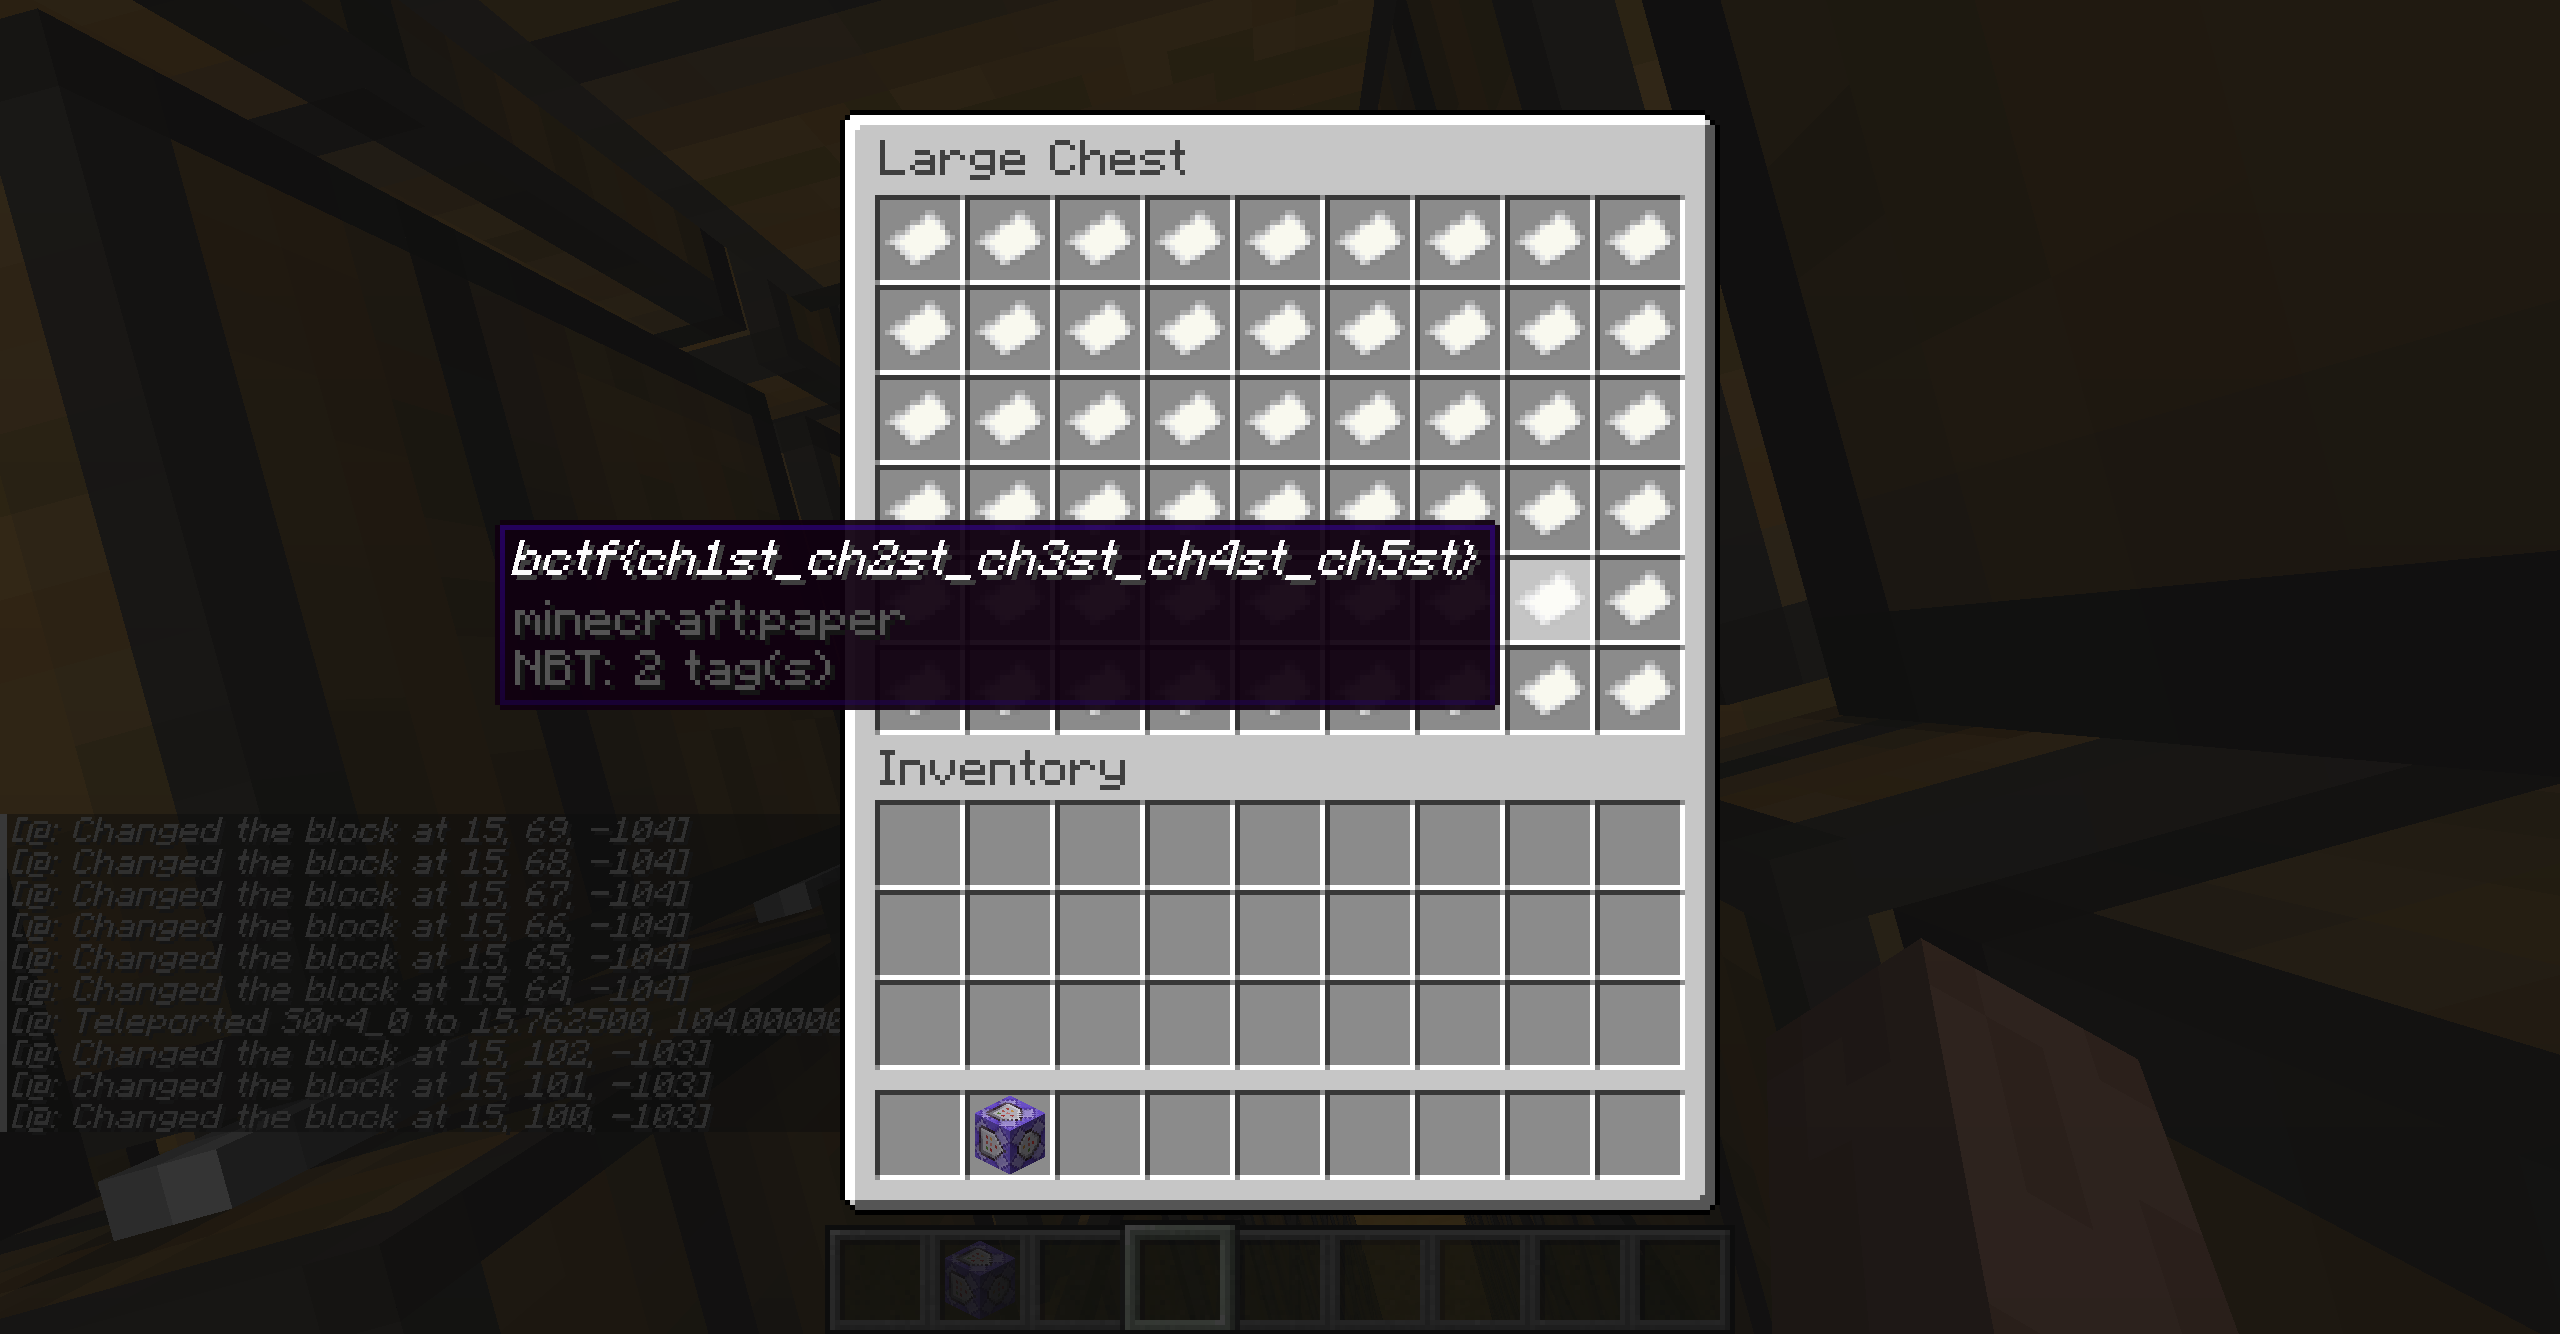 Large Chest
bctf{ch1st_ch2st_ch3st_ch4st_ch5st}
minecraft:paper
NBT: 2 tag(s)
Inventory
[@: Changed the block at 15, 69, -104]
[@: Changed the block at 15, 68, -104]
[@: Changed the block at 15, 67, -104]
[@: Changed the block at 15, 66, -104]
[@: Changed the block at 15, 65, -104]
[@: Changed the block at 15, 64, -104]
[@: Teleported S0r4_0 to 15.762500, 104.00000
[@: Changed the block at 15, 102, -103]
[@: Changed the block at 15, 101, -103]
[@: Changed the block at 15, 100, -103]